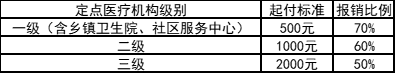 定点医疗机构级别 起付标准 报销比例
一级（含乡镇卫生院、社区服务中心） 500元 70%
二级 1000元 60%
三级 2000元 50%